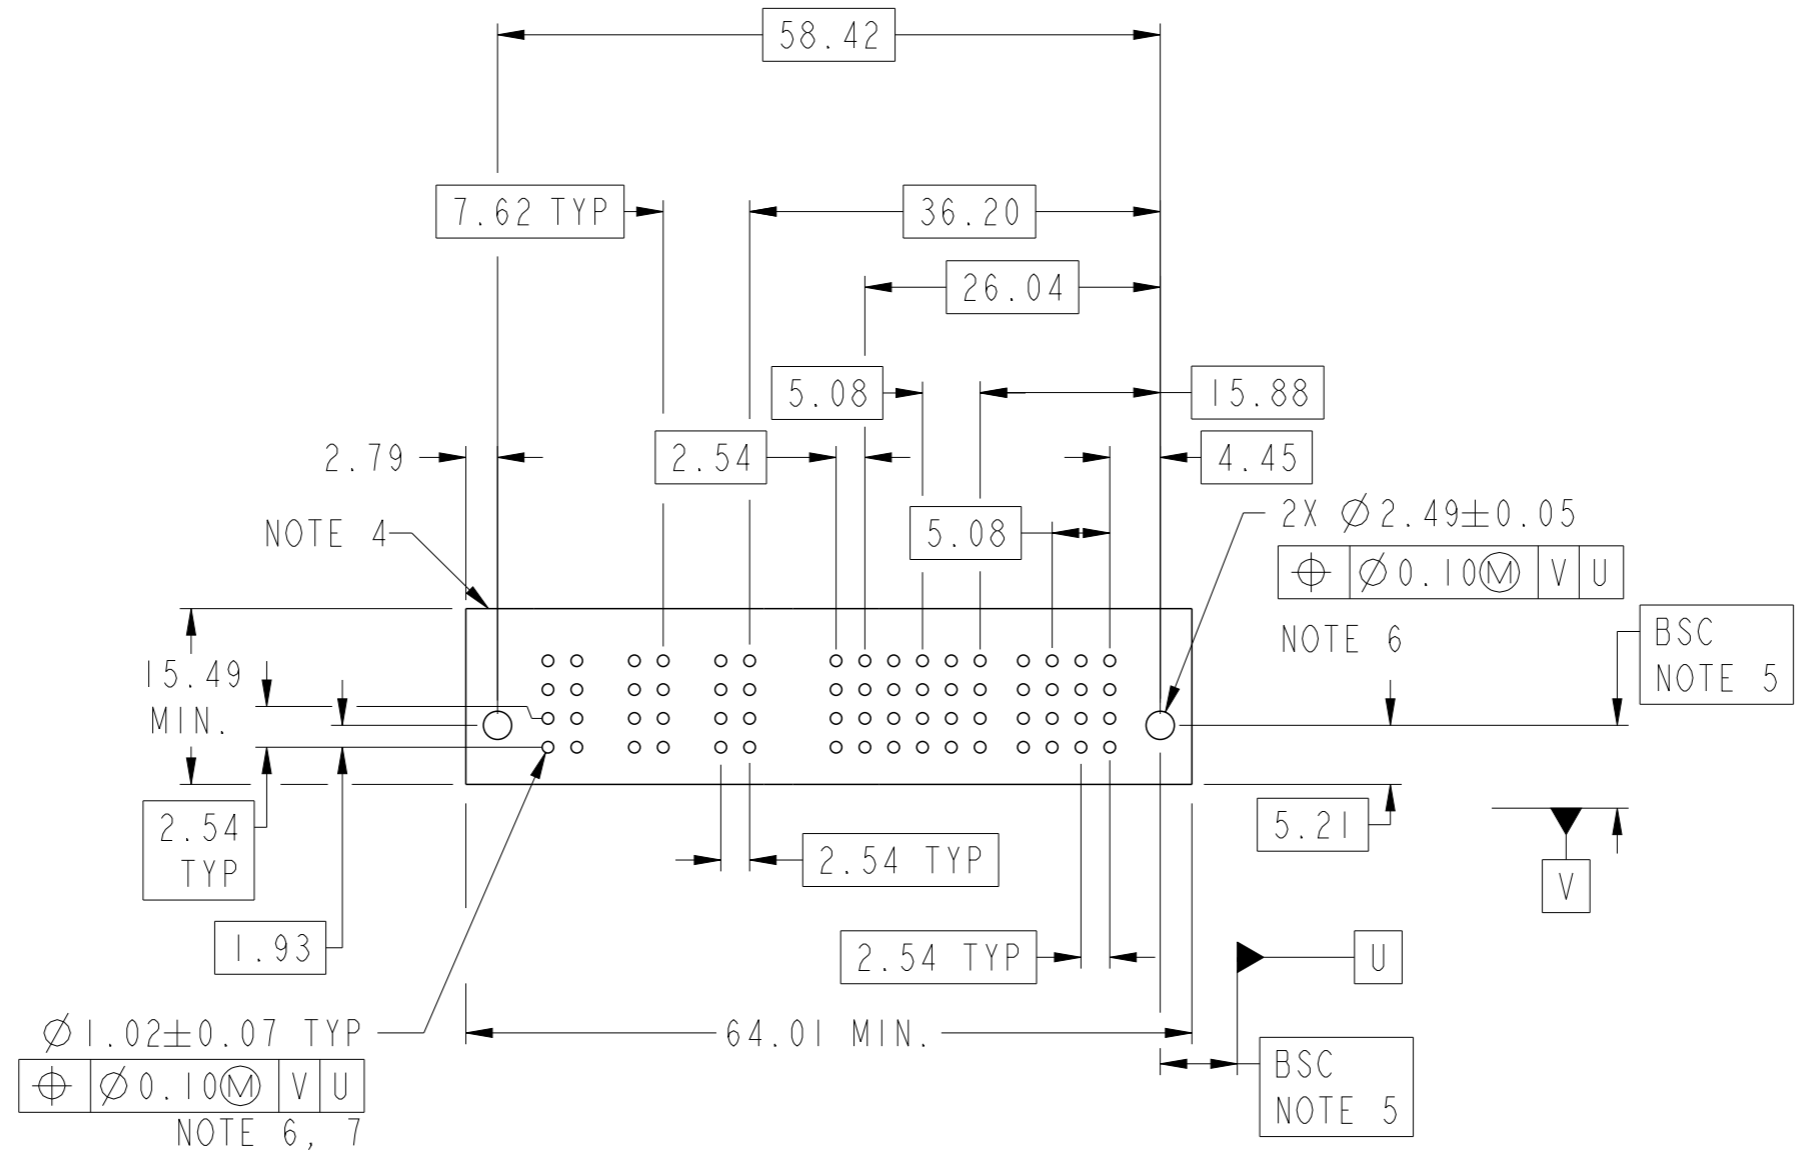 58.42
7.62 TYP
36.20
26.04
5.08
15.88
2.79
2.54
4.45
NOTE 4
5.08
2X ∅2.49±0.05
⌖ ∅0.10Ⓜ V U
NOTE 6
BSC
NOTE 5
15.49
MIN.
2.54
TYP
5.21
2.54 TYP
V
1.93
2.54 TYP
U
∅1.02±0.07 TYP
64.01 MIN.
⌖ ∅0.10Ⓜ V U
NOTE 6, 7
BSC
NOTE 5